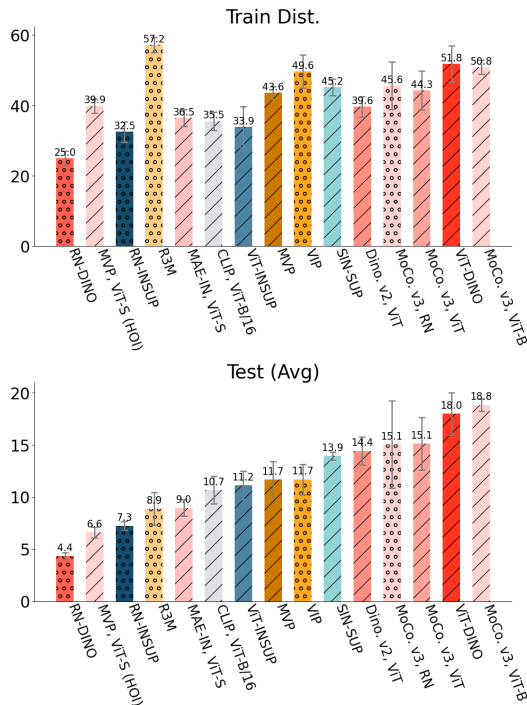 Train Dist.
60
40
20
0
25.0
39.9
32.5
57.2
36.5
35.5
33.9
43.6
49.6
45.2
39.6
45.6
44.3
51.8
50.8
RN-DINO
MVP, ViT-S (HOI)
RN-INSUP
R3M
MAE-IN, ViT-S
CLIP, ViT-B/16
ViT-INSUP
MVP
VIP
SIN-SUP
Dino. v2, ViT
MoCo. v3, RN
MoCo. v3, ViT
ViT-DINO
MoCo. v3, ViT-B
Test (Avg)
20
15
10
5
0
4.4
6.6
7.3
8.9
9.0
10.7
11.2
11.7
11.7
13.9
14.4
15.1
15.1
18.0
18.8
RN-DINO
MVP, ViT-S (HOI)
RN-INSUP
R3M
MAE-IN, ViT-S
CLIP, ViT-B/16
ViT-INSUP
MVP
VIP
SIN-SUP
Dino. v2, ViT
MoCo. v3, RN
MoCo. v3, ViT
ViT-DINO
MoCo. v3, ViT-B